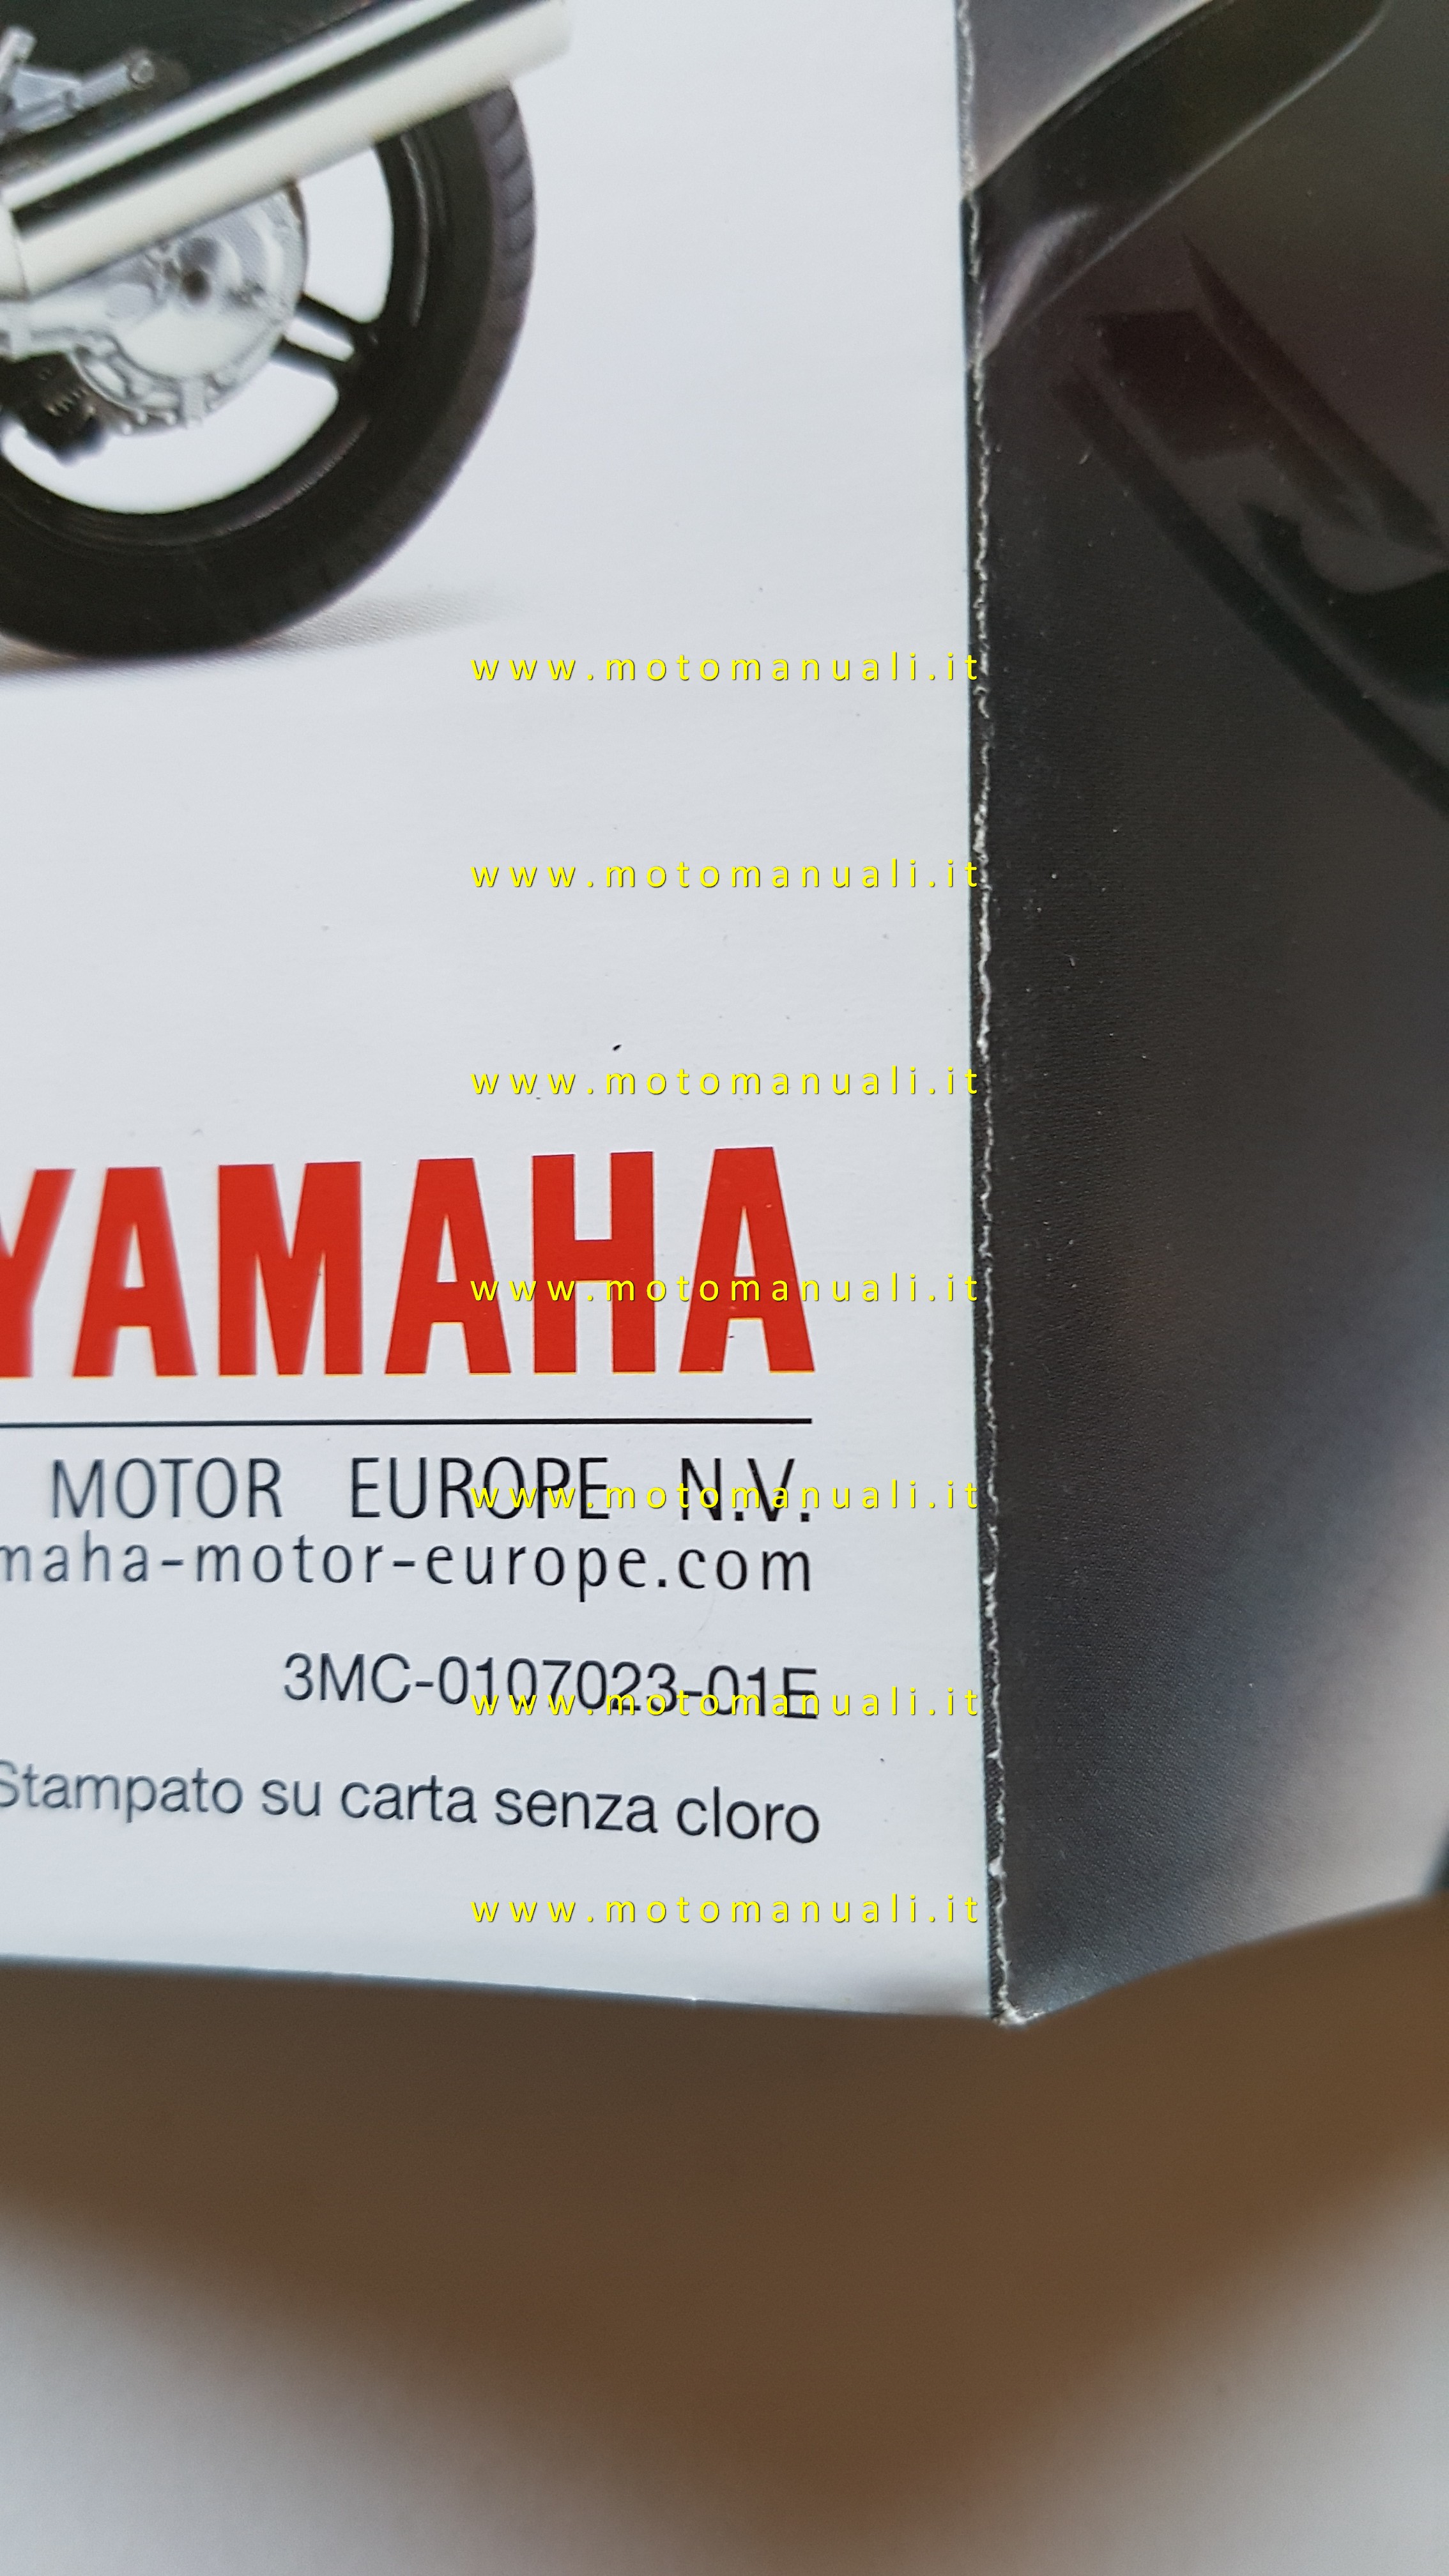 www.motomanuali.it
www.motomanuali.it
www.motomanuali.it
YAMAHA
www.motomanuali.it
MOTOR EUROPE N.V.
www.motomanuali.it
maha-motor-europe.com
3MC-0107023-01E
www.motomanuali.it
Stampato su carta senza cloro
www.motomanuali.it